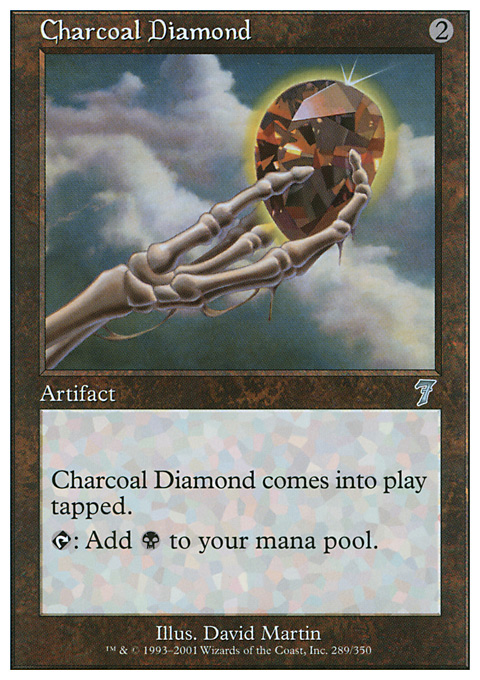 Charcoal Diamond 2
Artifact 7
Charcoal Diamond comes into play
tapped.
: Add to your mana pool.
Illus. David Martin
™ & © 1993-2001 Wizards of the Coast, Inc. 289/350